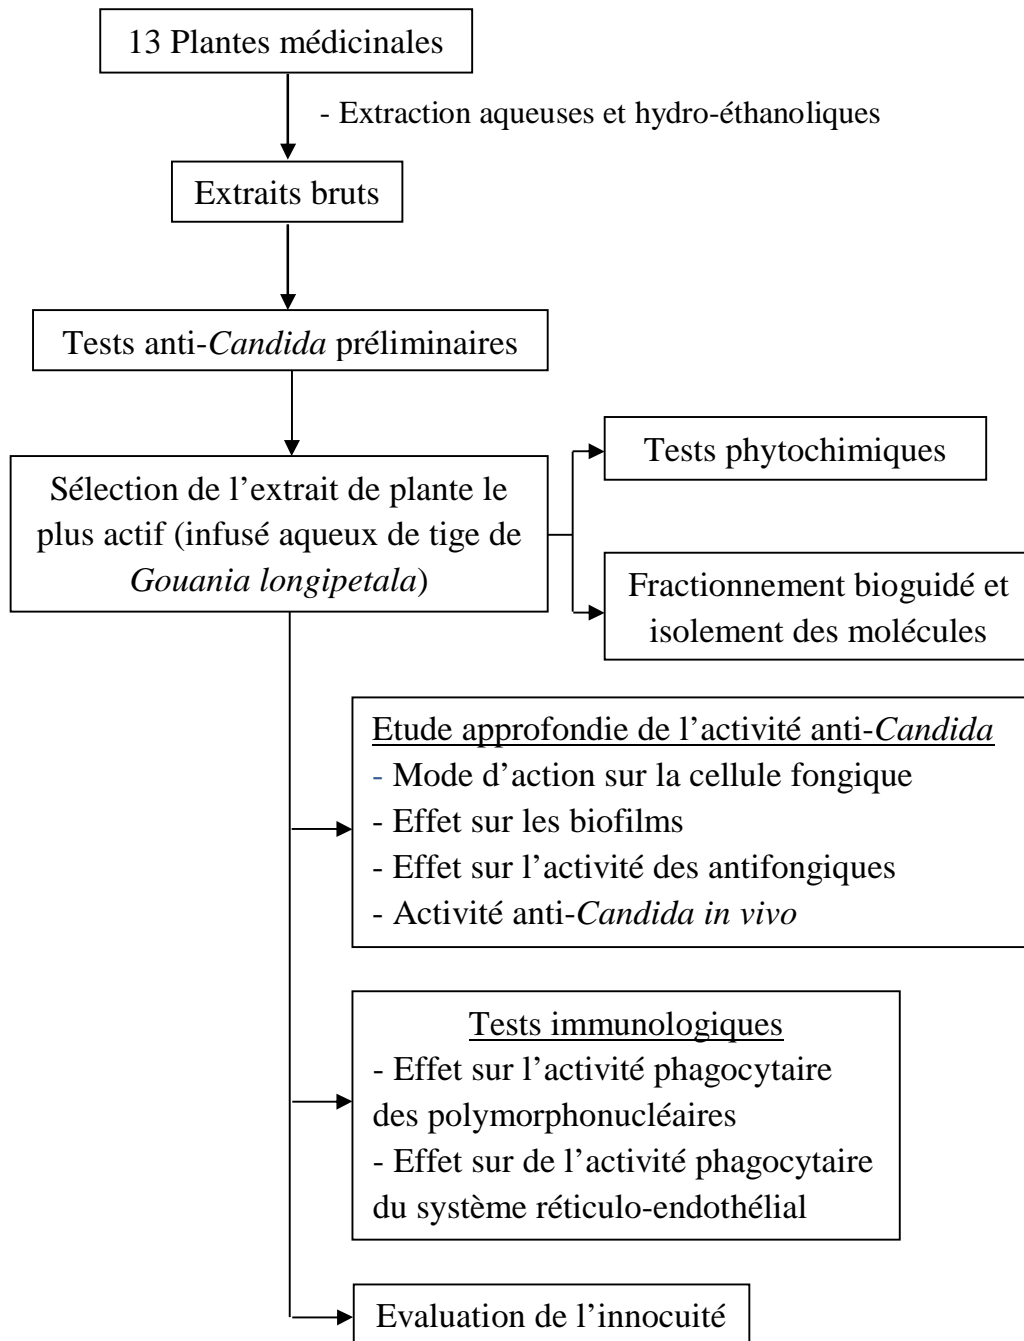 13 Plantes médicinales
- Extraction aqueuses et hydro-éthanoliques
Extraits bruts
Tests anti-Candida préliminaires
Sélection de l’extrait de plante le
plus actif (infusé aqueux de tige de
Gouania longipetala)
Tests phytochimiques
Fractionnement bioguidé et
isolement des molécules
Etude approfondie de l’activité anti-Candida
- Mode d’action sur la cellule fongique
- Effet sur les biofilms
- Effet sur l’activité des antifongiques
- Activité anti-Candida in vivo
Tests immunologiques
- Effet sur l’activité phagocytaire
des polymorphonucléaires
- Effet sur de l’activité phagocytaire
du système réticulo-endothélial
Evaluation de l’innocuité